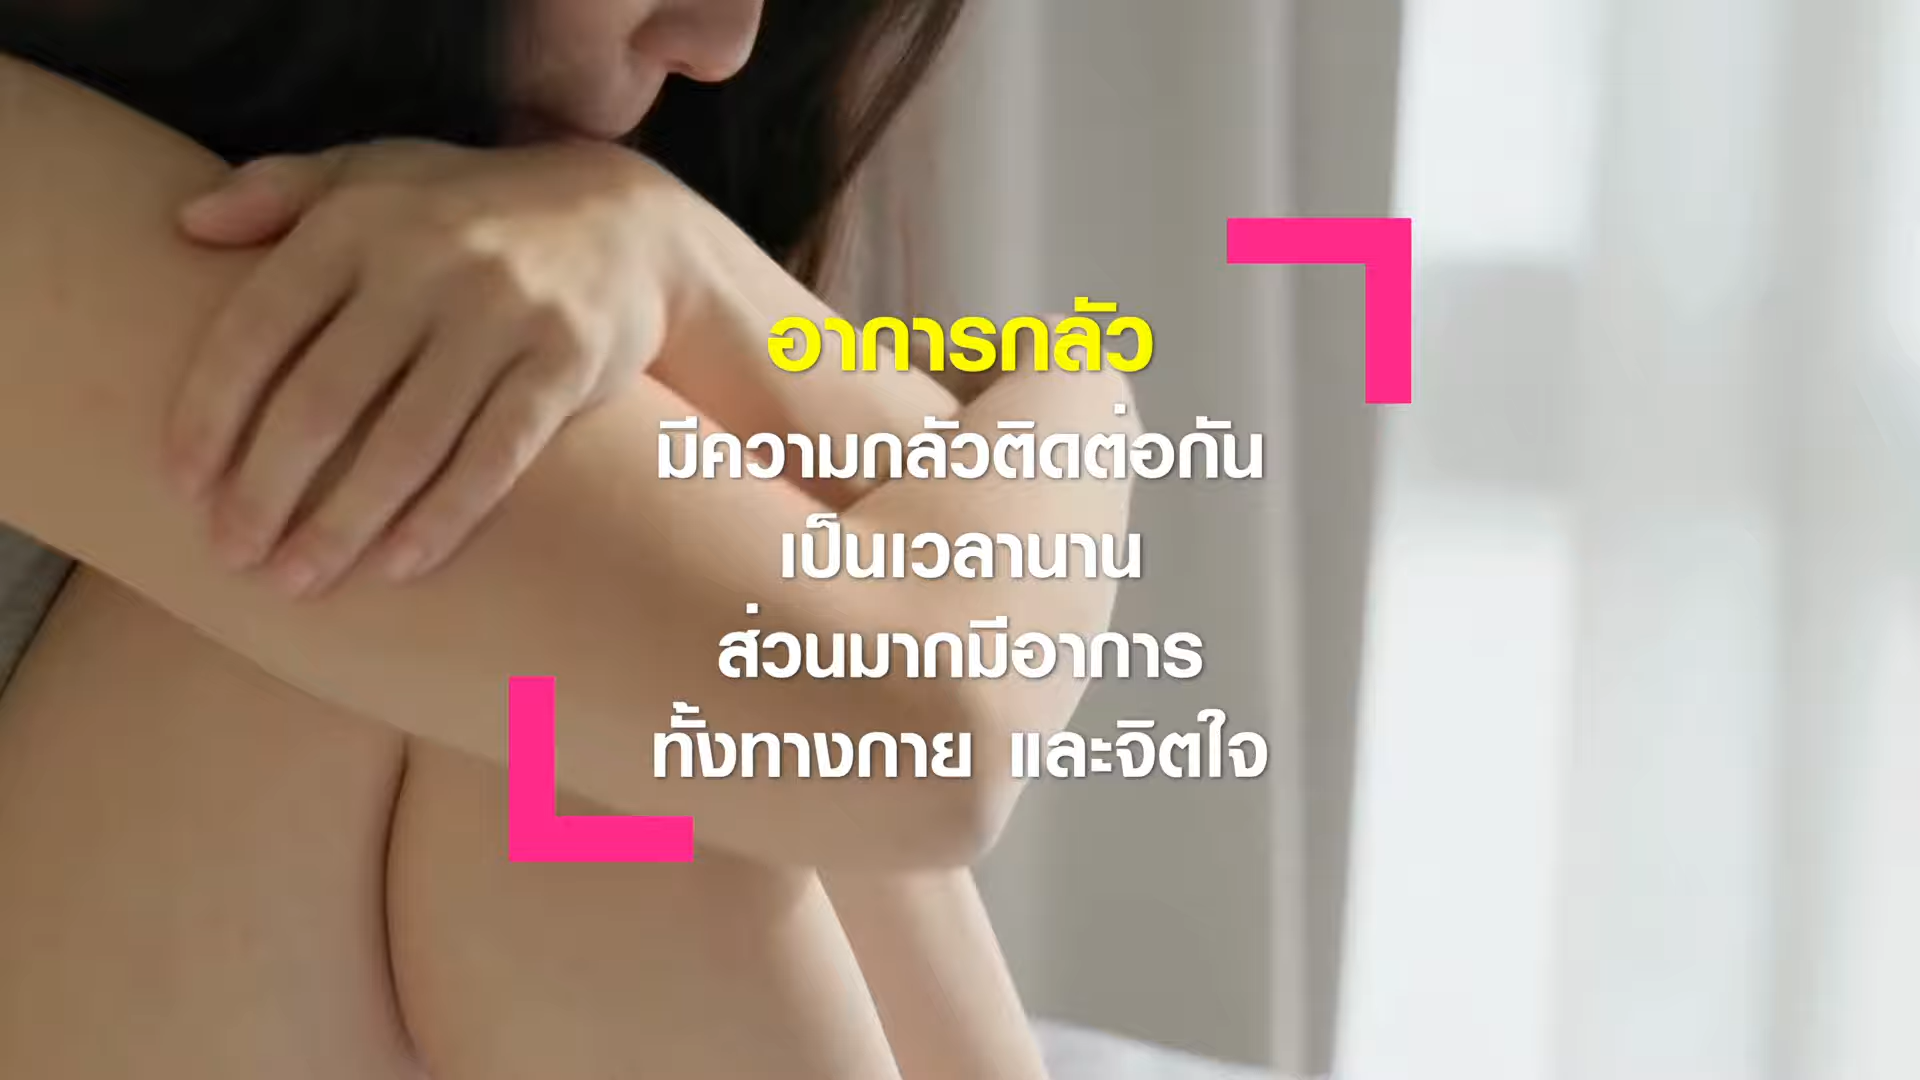 อาการกลัว
มีความกลัวติดต่อกัน
เป็นเวลานาน
ส่วนมากมีอาการ
ทั้งทางกาย และจิตใจ